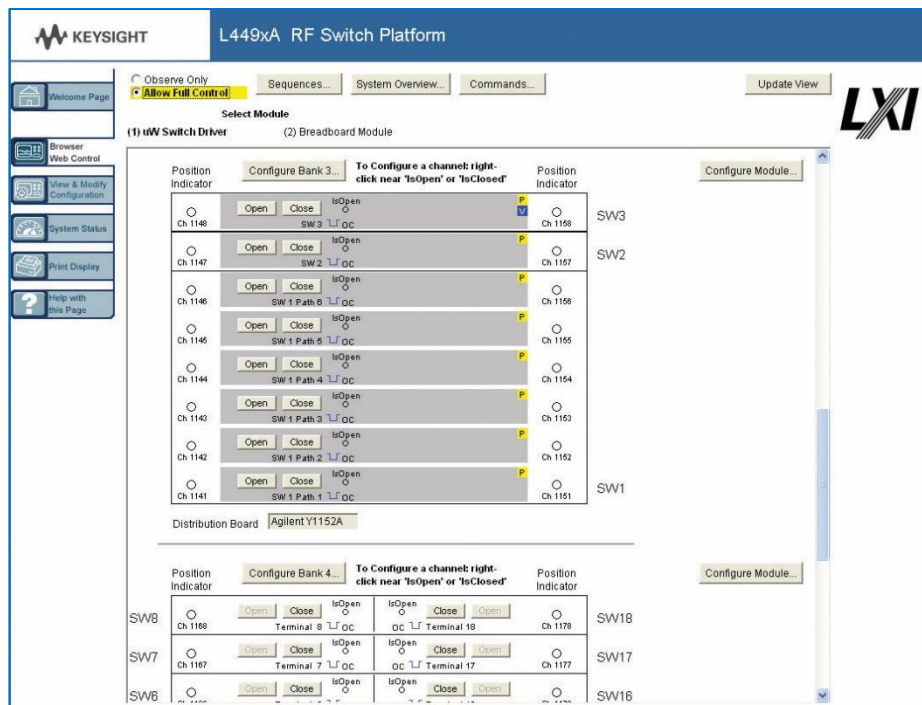 KEYSIGHT
L449xA RF Switch Platform
Observe Only
Allow Full Control
Sequences...
System Overview...
Commands...
Update View
LXI
Welcome Page
Browser
Web Control
View & Modify
Configuration
System Status
Print Display
Help with
this Page
Select Module
(1) uW Switch Driver (2) Breadboard Module
Position
Indicator
Configure Bank 3...
To Configure a channel: right-
click near 'IsOpen' or 'IsClosed'
Position
Indicator
Configure Module...
Open Close IsOpen P
V
Ch 1148 SW 3 OC Ch 1158 SW3
Open Close IsOpen P
Ch 1147 SW 2 OC Ch 1157 SW2
Open Close IsOpen P
Ch 1146 SW 1 Path 6 OC Ch 1156
Open Close IsOpen P
Ch 1145 SW 1 Path 5 OC Ch 1155
Open Close IsOpen P
Ch 1144 SW 1 Path 4 OC Ch 1154
Open Close IsOpen P
Ch 1143 SW 1 Path 3 OC Ch 1153
Open Close IsOpen P
Ch 1142 SW 1 Path 2 OC Ch 1152
Open Close IsOpen P
Ch 1141 SW 1 Path 1 OC Ch 1151 SW1
Distribution Board Agilent Y1152A
Position
Indicator
Configure Bank 4...
To Configure a channel: right-
click near 'IsOpen' or 'IsClosed'
Position
Indicator
Configure Module...
SW8 Open Close IsOpen IsOpen Close Open SW18
Ch 1168 Terminal 8 OC OC Terminal 18 Ch 1178
SW7 Open Close IsOpen IsOpen Close Open SW17
Ch 1167 Terminal 7 OC OC Terminal 17 Ch 1177
SW6 Open Close IsOpen IsOpen Close Open SW16